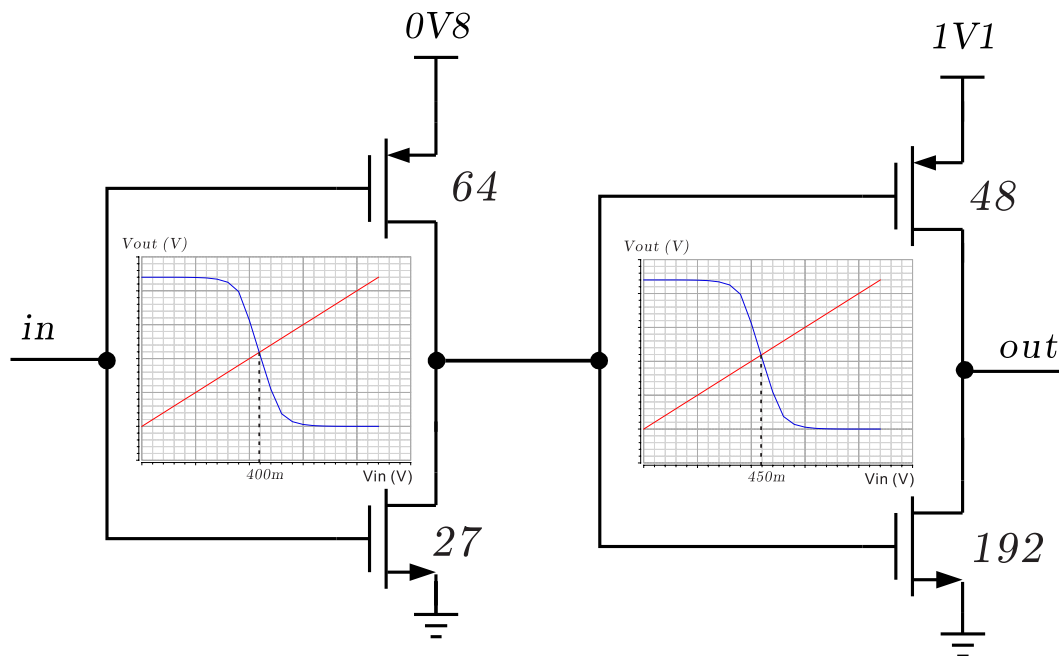 0V8
1V1
64
48
Vout (V)
Vout (V)
in
out
400m
Vin (V)
450m
Vin (V)
27
192